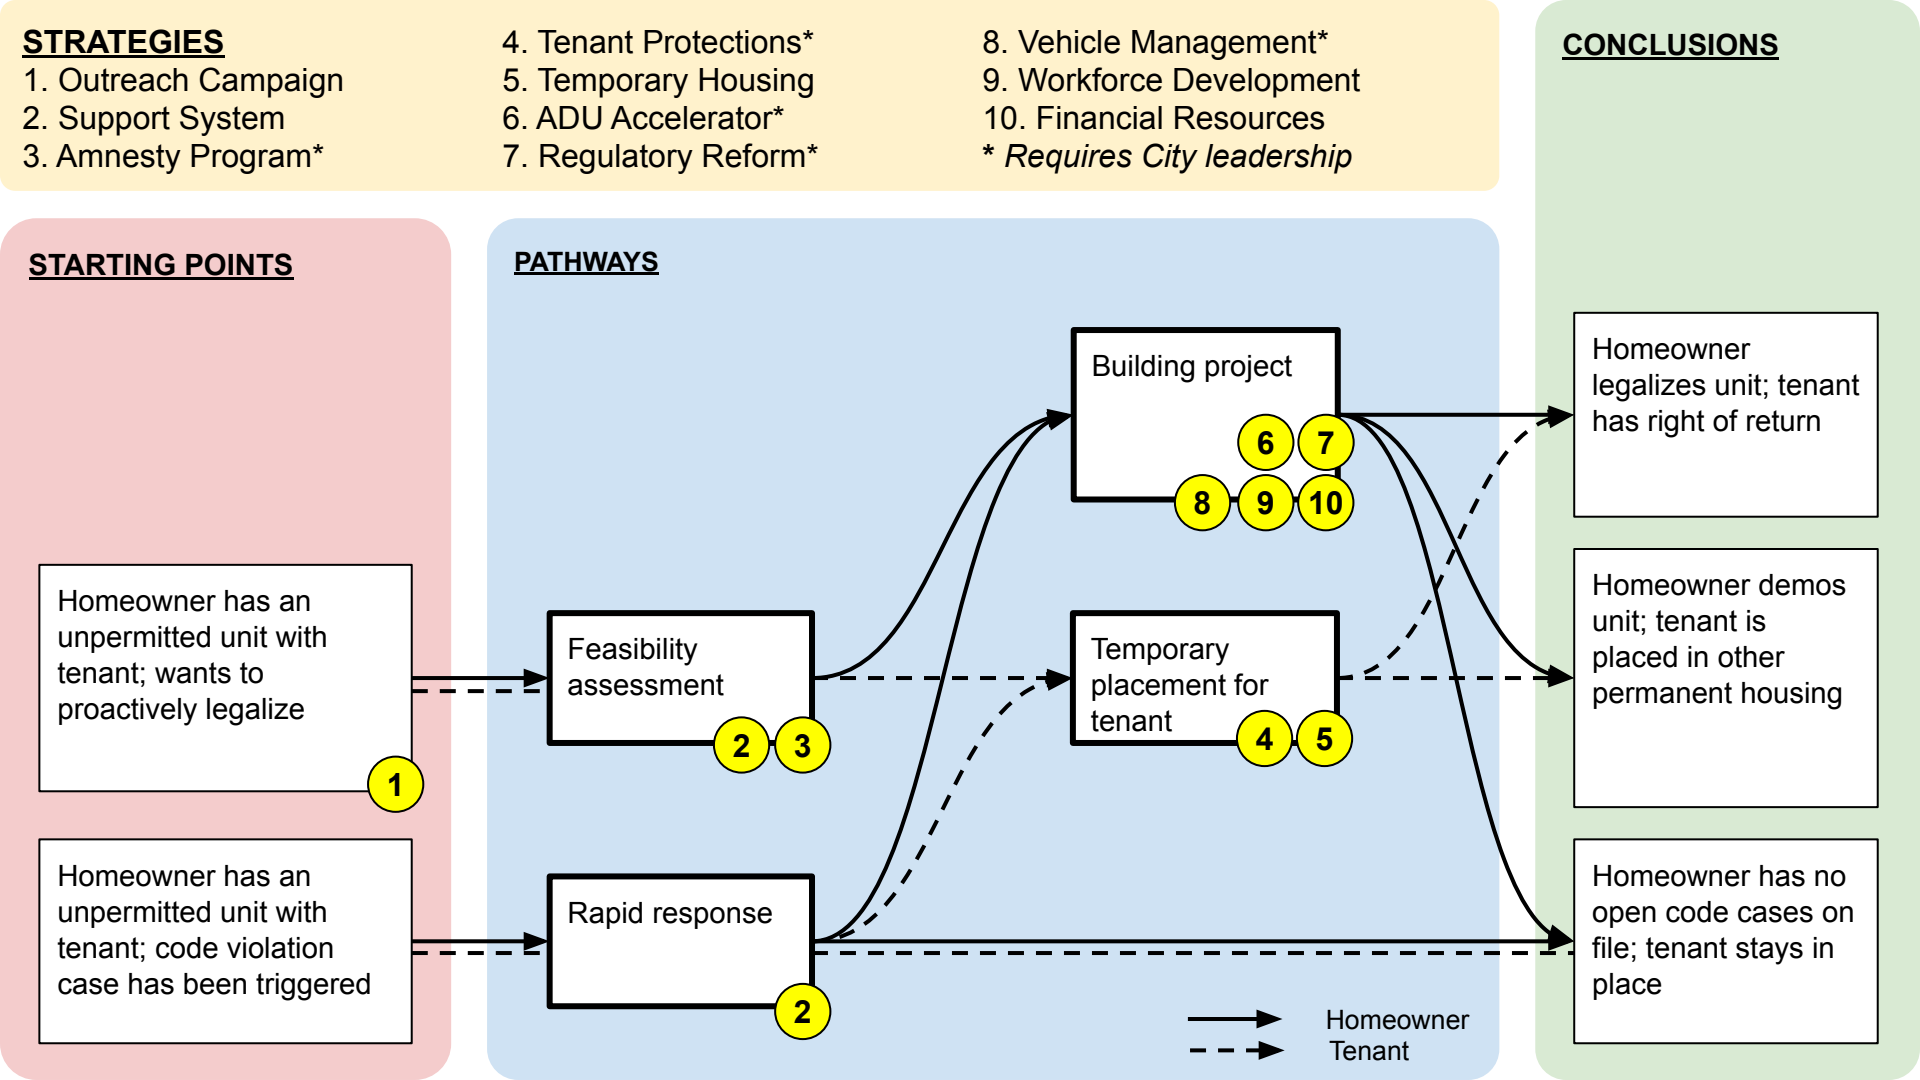 STRATEGIES
1. Outreach Campaign
2. Support System
3. Amnesty Program*
4. Tenant Protections*
5. Temporary Housing
6. ADU Accelerator*
7. Regulatory Reform*
8. Vehicle Management*
9. Workforce Development
10. Financial Resources
* Requires City leadership
STARTING POINTS
Homeowner has an
unpermitted unit with
tenant; wants to
proactively legalize
1
Homeowner has an
unpermitted unit with
tenant; code violation
case has been triggered
PATHWAYS
Feasibility
assessment
2 3
Rapid response
2
Building project
6 7
8 9 10
Temporary
placement for
tenant
4 5
Homeowner
Tenant
CONCLUSIONS
Homeowner
legalizes unit; tenant
has right of return
Homeowner demos
unit; tenant is
placed in other
permanent housing
Homeowner has no
open code cases on
file; tenant stays in
place